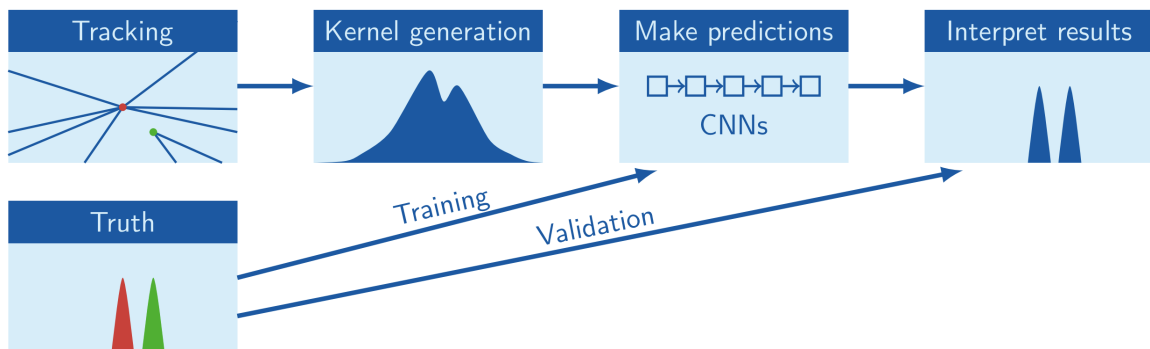 Tracking
Kernel generation
Make predictions
Interpret results
CNNs
Truth
Training
Validation